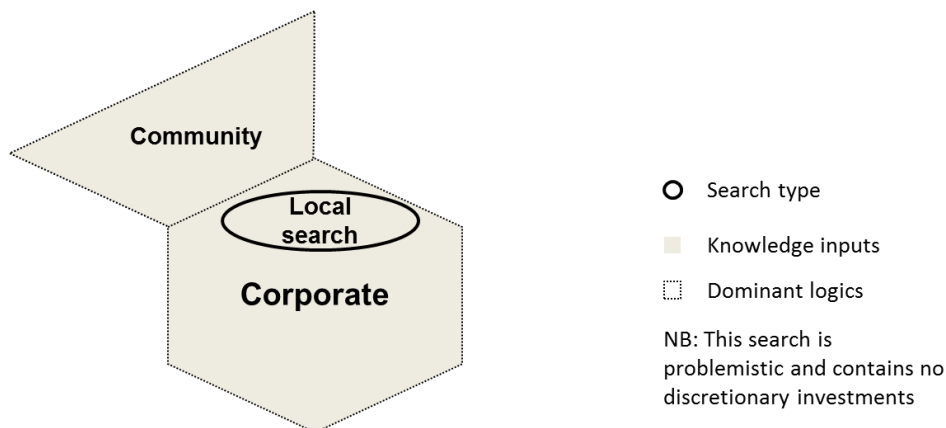 Community
Local
search
Corporate
Search type
Knowledge inputs
Dominant logics
NB: This search is
problemistic and contains no
discretionary investments